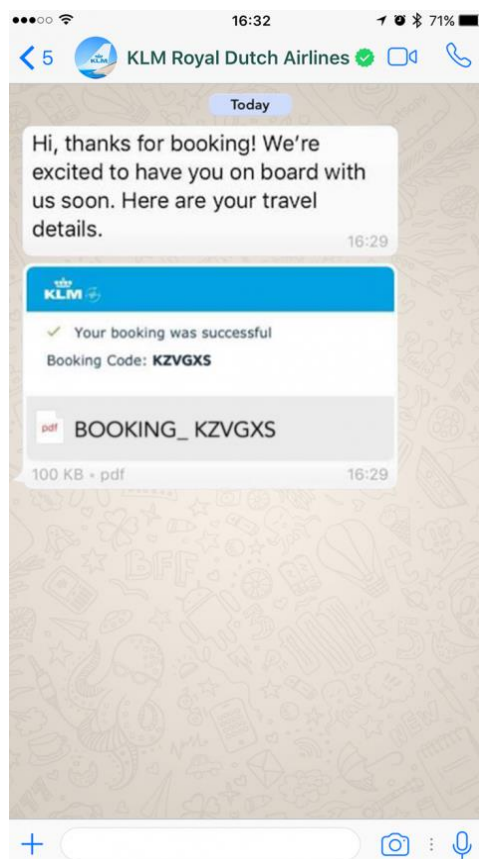 16:32
71%
5
KLM Royal Dutch Airlines
Today
Hi, thanks for booking! We're
excited to have you on board with
us soon. Here are your travel
details.
16:29
KLM
Your booking was successful
Booking Code: KZVGXS
pdf
BOOKING_ KZVGXS
100 KB • pdf
16:29
BFF